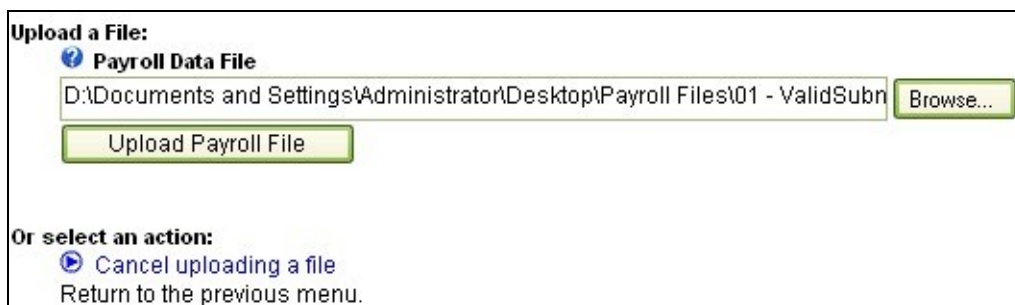 Upload a File:
Payroll Data File
D:\Documents and Settings\Administrator\Desktop\Payroll Files\01 - ValidSubn
Browse...
Upload Payroll File
Or select an action:
Cancel uploading a file
Return to the previous menu.